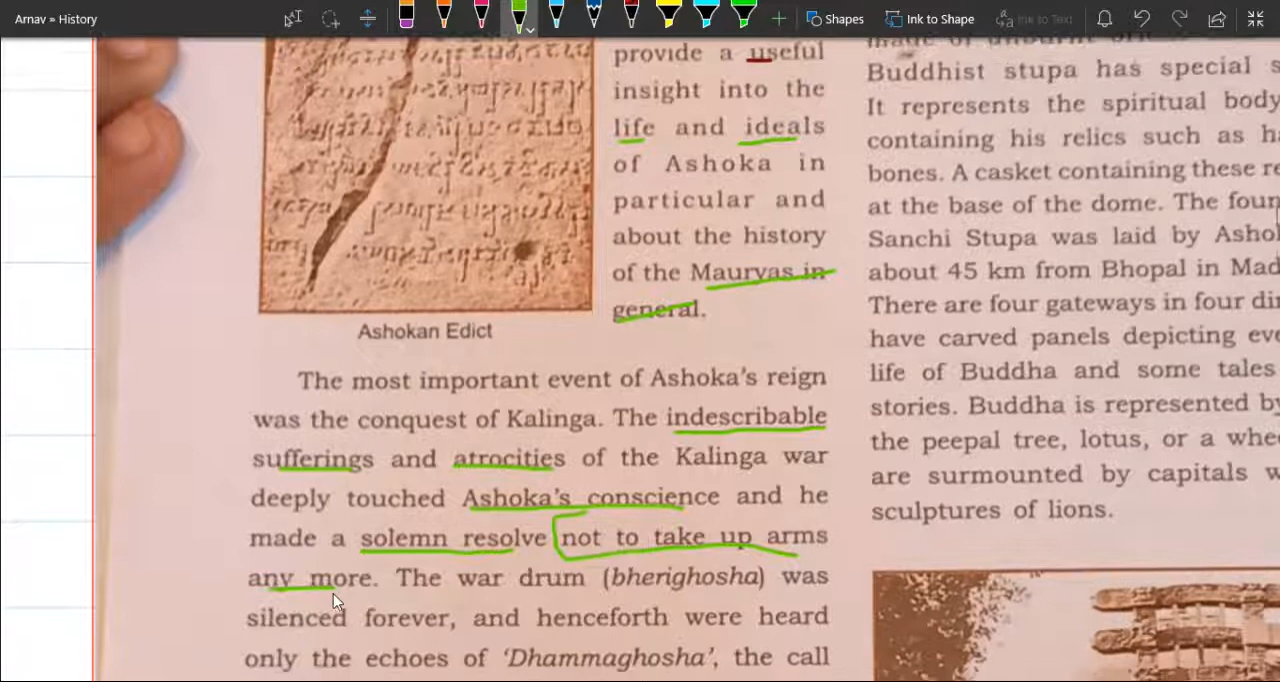 Arnav » History
Shapes
Ink to Shape
Ink to Text
provide a useful
insight into the
life and ideals
of Ashoka in
particular and
about the history
of the Mauryas in
general.
Ashokan Edict
The most important event of Ashoka's reign
was the conquest of Kalinga. The indescribable
sufferings and atrocities of the Kalinga war
deeply touched Ashoka's conscience and he
made a solemn resolve not to take up arms
any more. The war drum (bherighosha) was
silenced forever, and henceforth were heard
only the echoes of 'Dhammaghosha', the call
made of
Buddhist stupa has special
It represents the spiritual body
containing his relics such as
bones. A casket containing these
at the base of the dome. The
Sanchi Stupa was laid by
about 45 km from Bhopal in
There are four gateways in four
have carved panels depicting
life of Buddha and some tales
stories. Buddha is represented by
the peepal tree, lotus, or a
are surmounted by capitals
sculptures of lions.